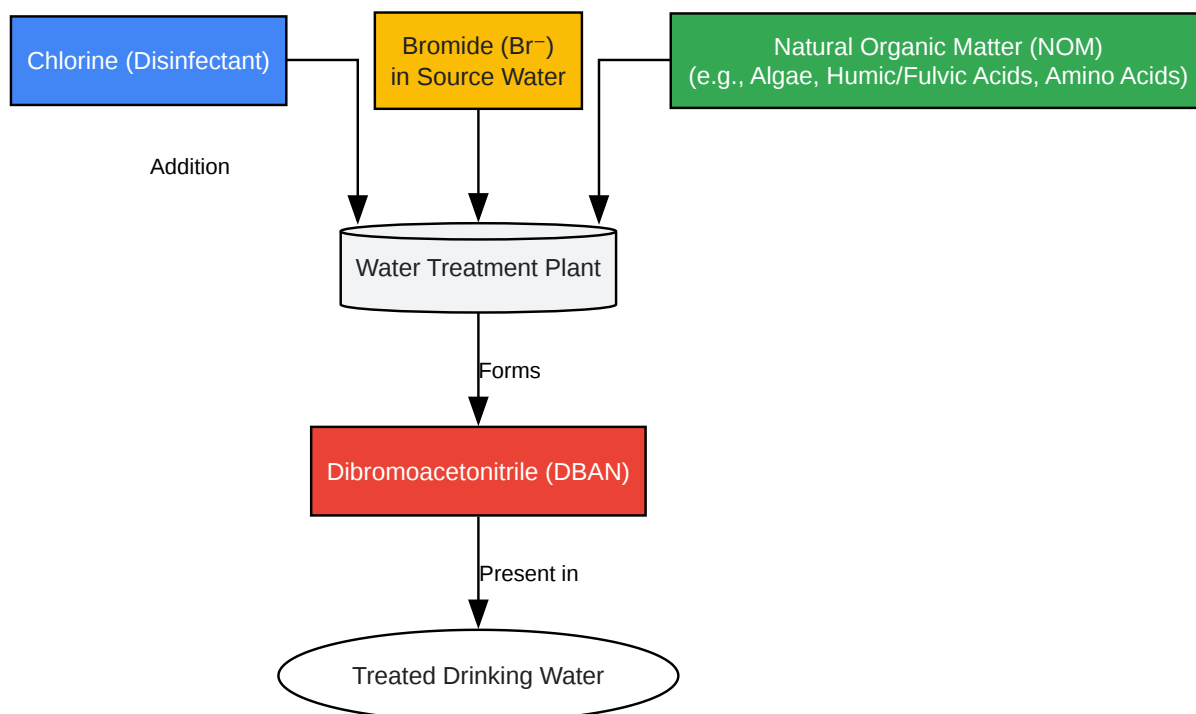 Chlorine (Disinfectant)
Bromide (Br⁻)
in Source Water
Natural Organic Matter (NOM)
(e.g., Algae, Humic/Fulvic Acids, Amino Acids)
Addition
Water Treatment Plant
Forms
Dibromoacetonitrile (DBAN)
Present in
Treated Drinking Water